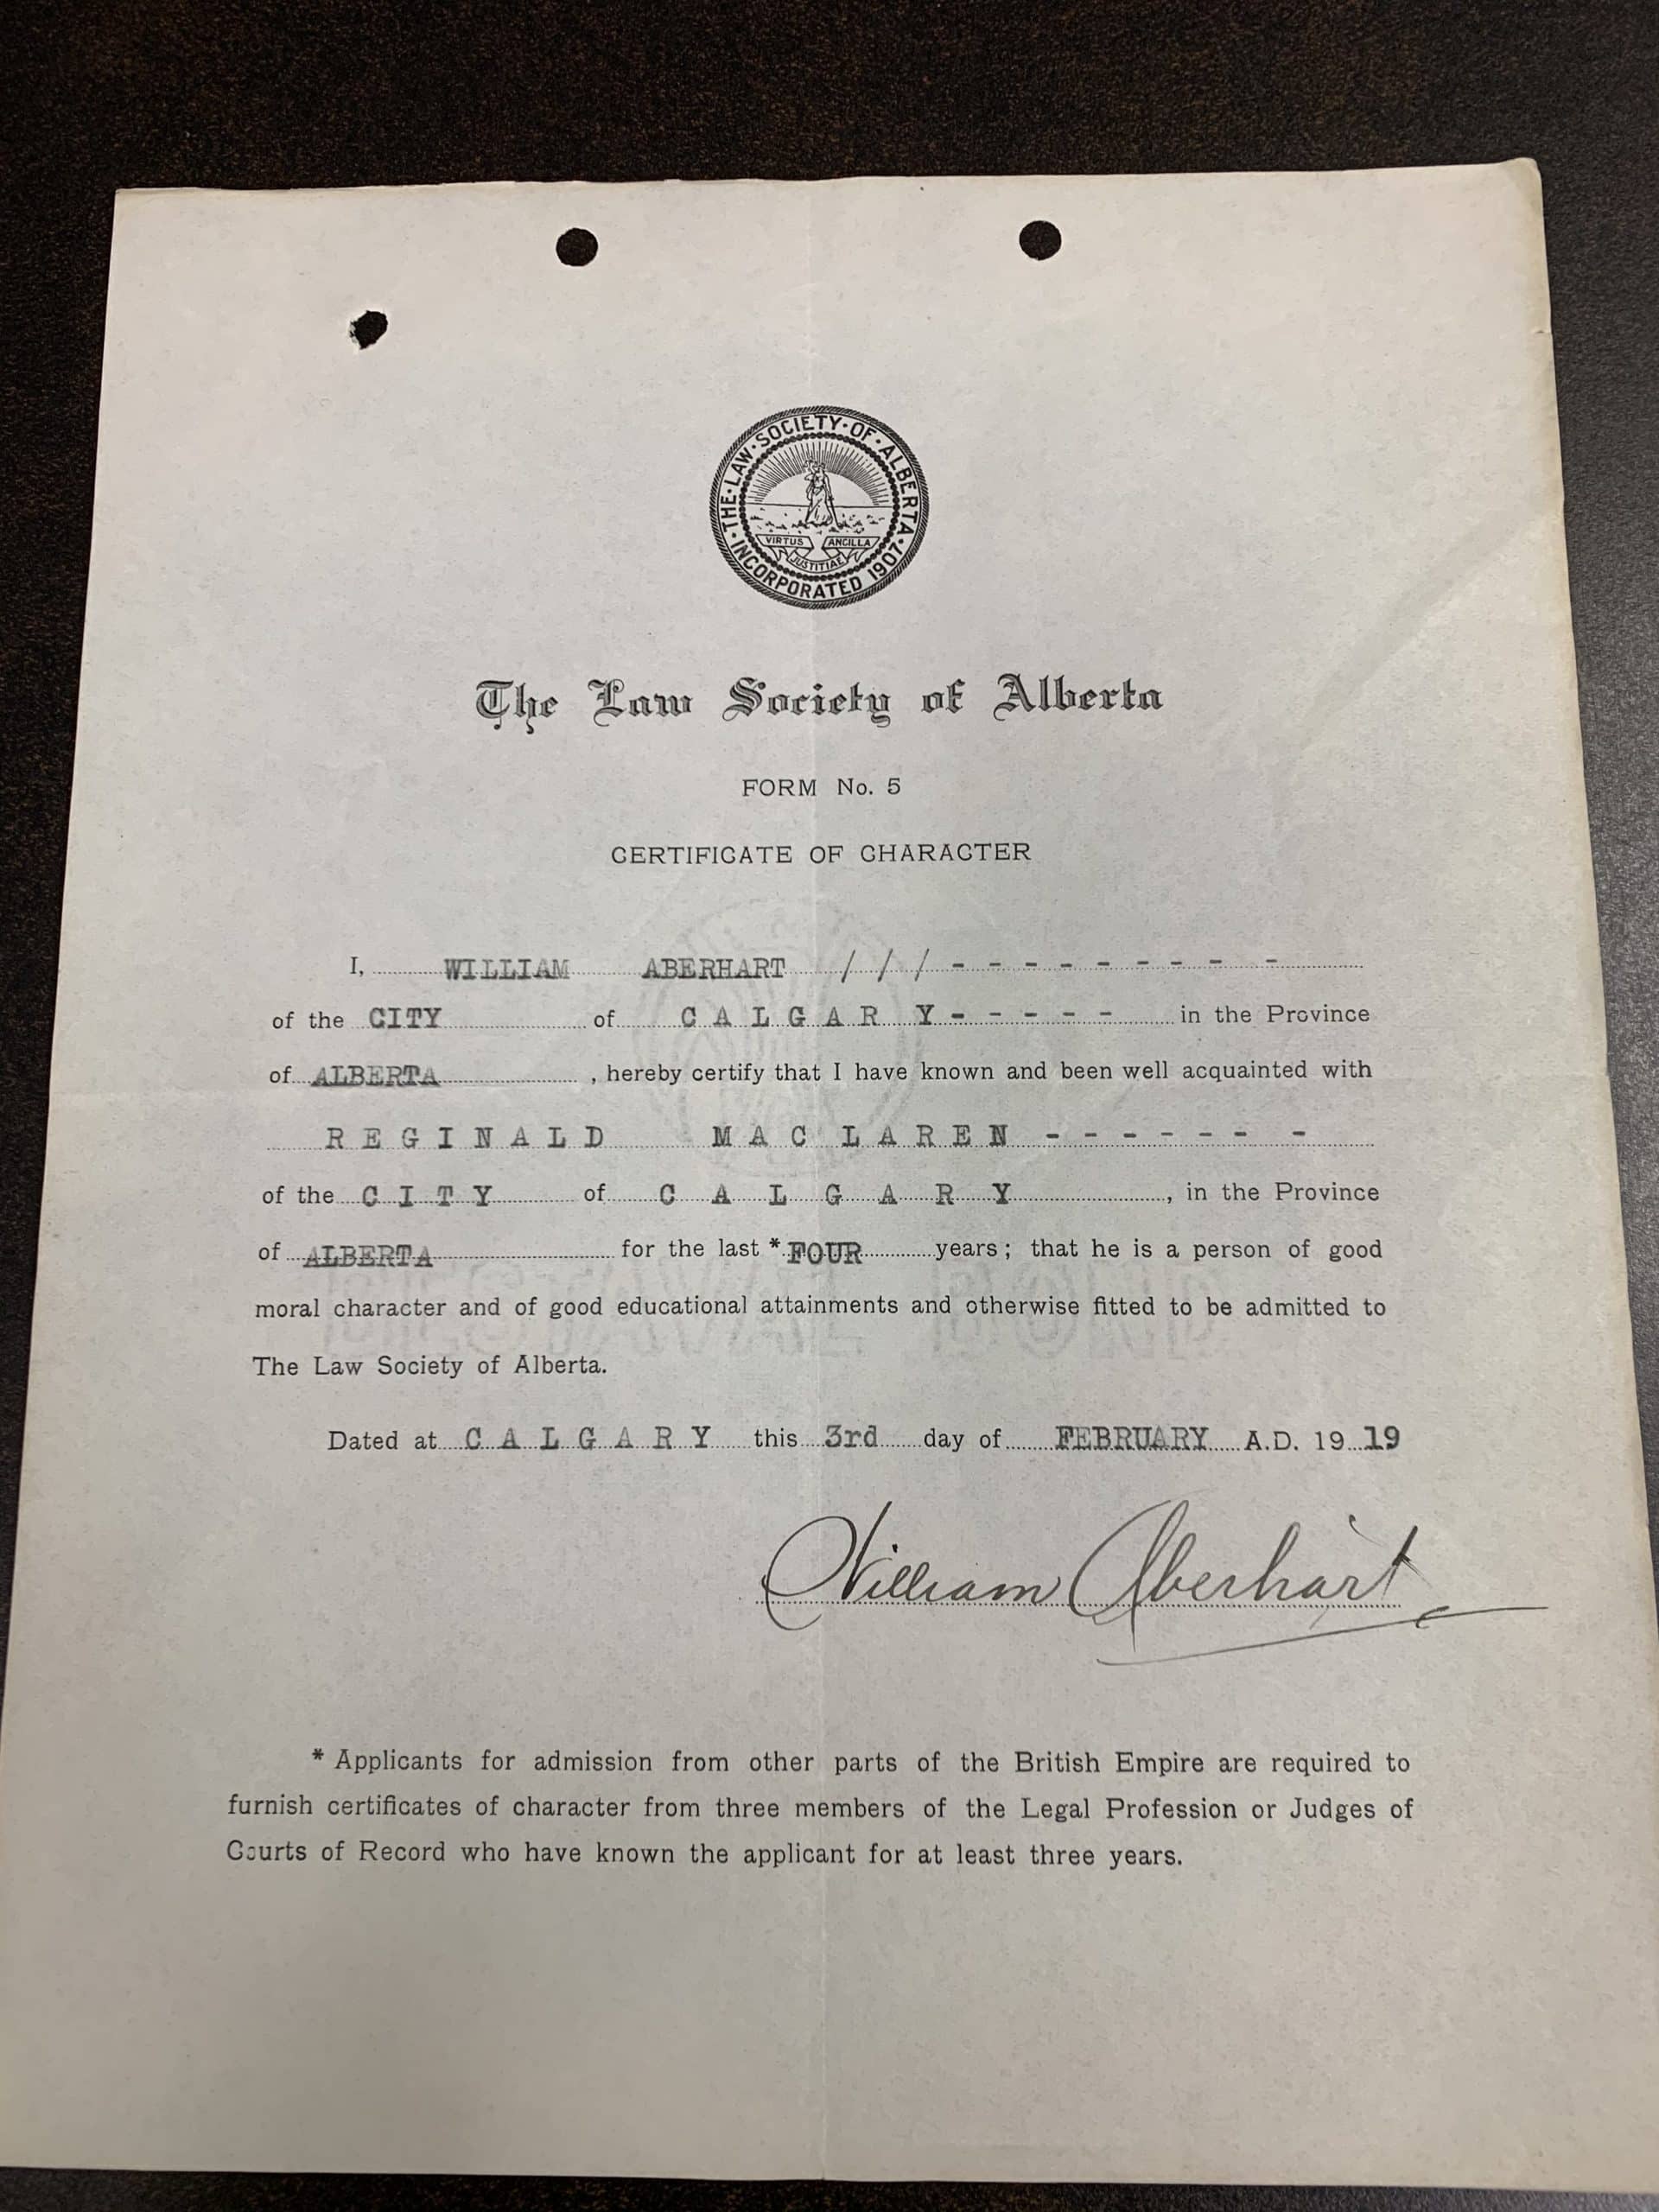 THE · LAW · SOCIETY · OF · ALBERTA · INCORPORATED 1907 ·
VIRTUS ANCILLA
JUSTITIAE
The Law Society of Alberta
FORM No. 5
CERTIFICATE OF CHARACTER
I, WILLIAM ABERHART / / / - - - - - - - - - -
of the CITY of C A L G A R Y - - - - - in the Province
of ALBERTA , hereby certify that I have known and been well acquainted with
R E G I N A L D M A C L A R E N - - - - - - -
of the C I T Y of C A L G A R Y , in the Province
of ALBERTA for the last * FOUR years ; that he is a person of good
moral character and of good educational attainments and otherwise fitted to be admitted to
The Law Society of Alberta.
Dated at C A L G A R Y this 3rd day of FEBRUARY A.D. 19 19
William Aberhart
* Applicants for admission from other parts of the British Empire are required to
furnish certificates of character from three members of the Legal Profession or Judges of
Courts of Record who have known the applicant for at least three years.